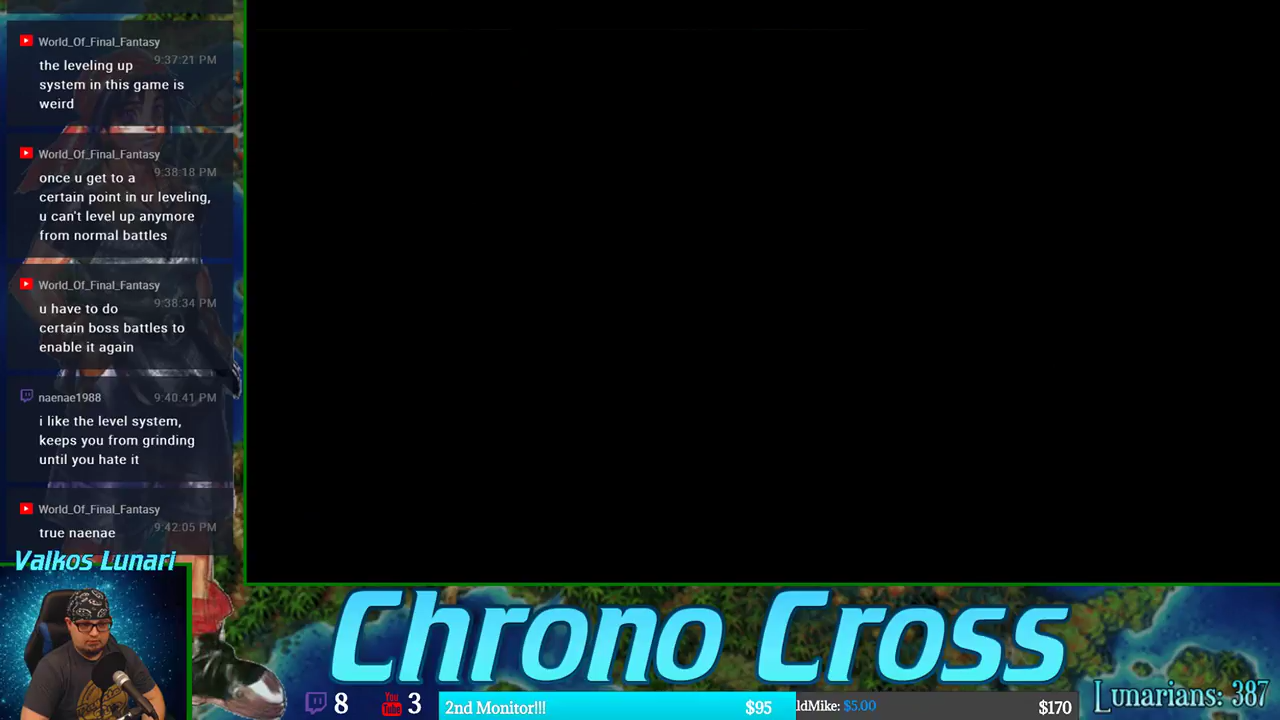 World_Of_Final_Fantasy
9:37:21 PM
the leveling up
system in this game is
weird
World_Of_Final_Fantasy
9:38:18 PM
once u get to a
certain point in ur leveling,
u can't level up anymore
from normal battles
World_Of_Final_Fantasy
9:38:34 PM
u have to do
certain boss battles to
enable it again
naenae1988 9:40:41 PM
i like the level system,
keeps you from grinding
until you hate it
World_Of_Final_Fantasy
9:42:05 PM
true naenae
Valkos Lunari
Chrono Cross
8 You Tube 3 2nd Monitor!!! $95 ldMike: $5.00 $170 Lunarians: 387